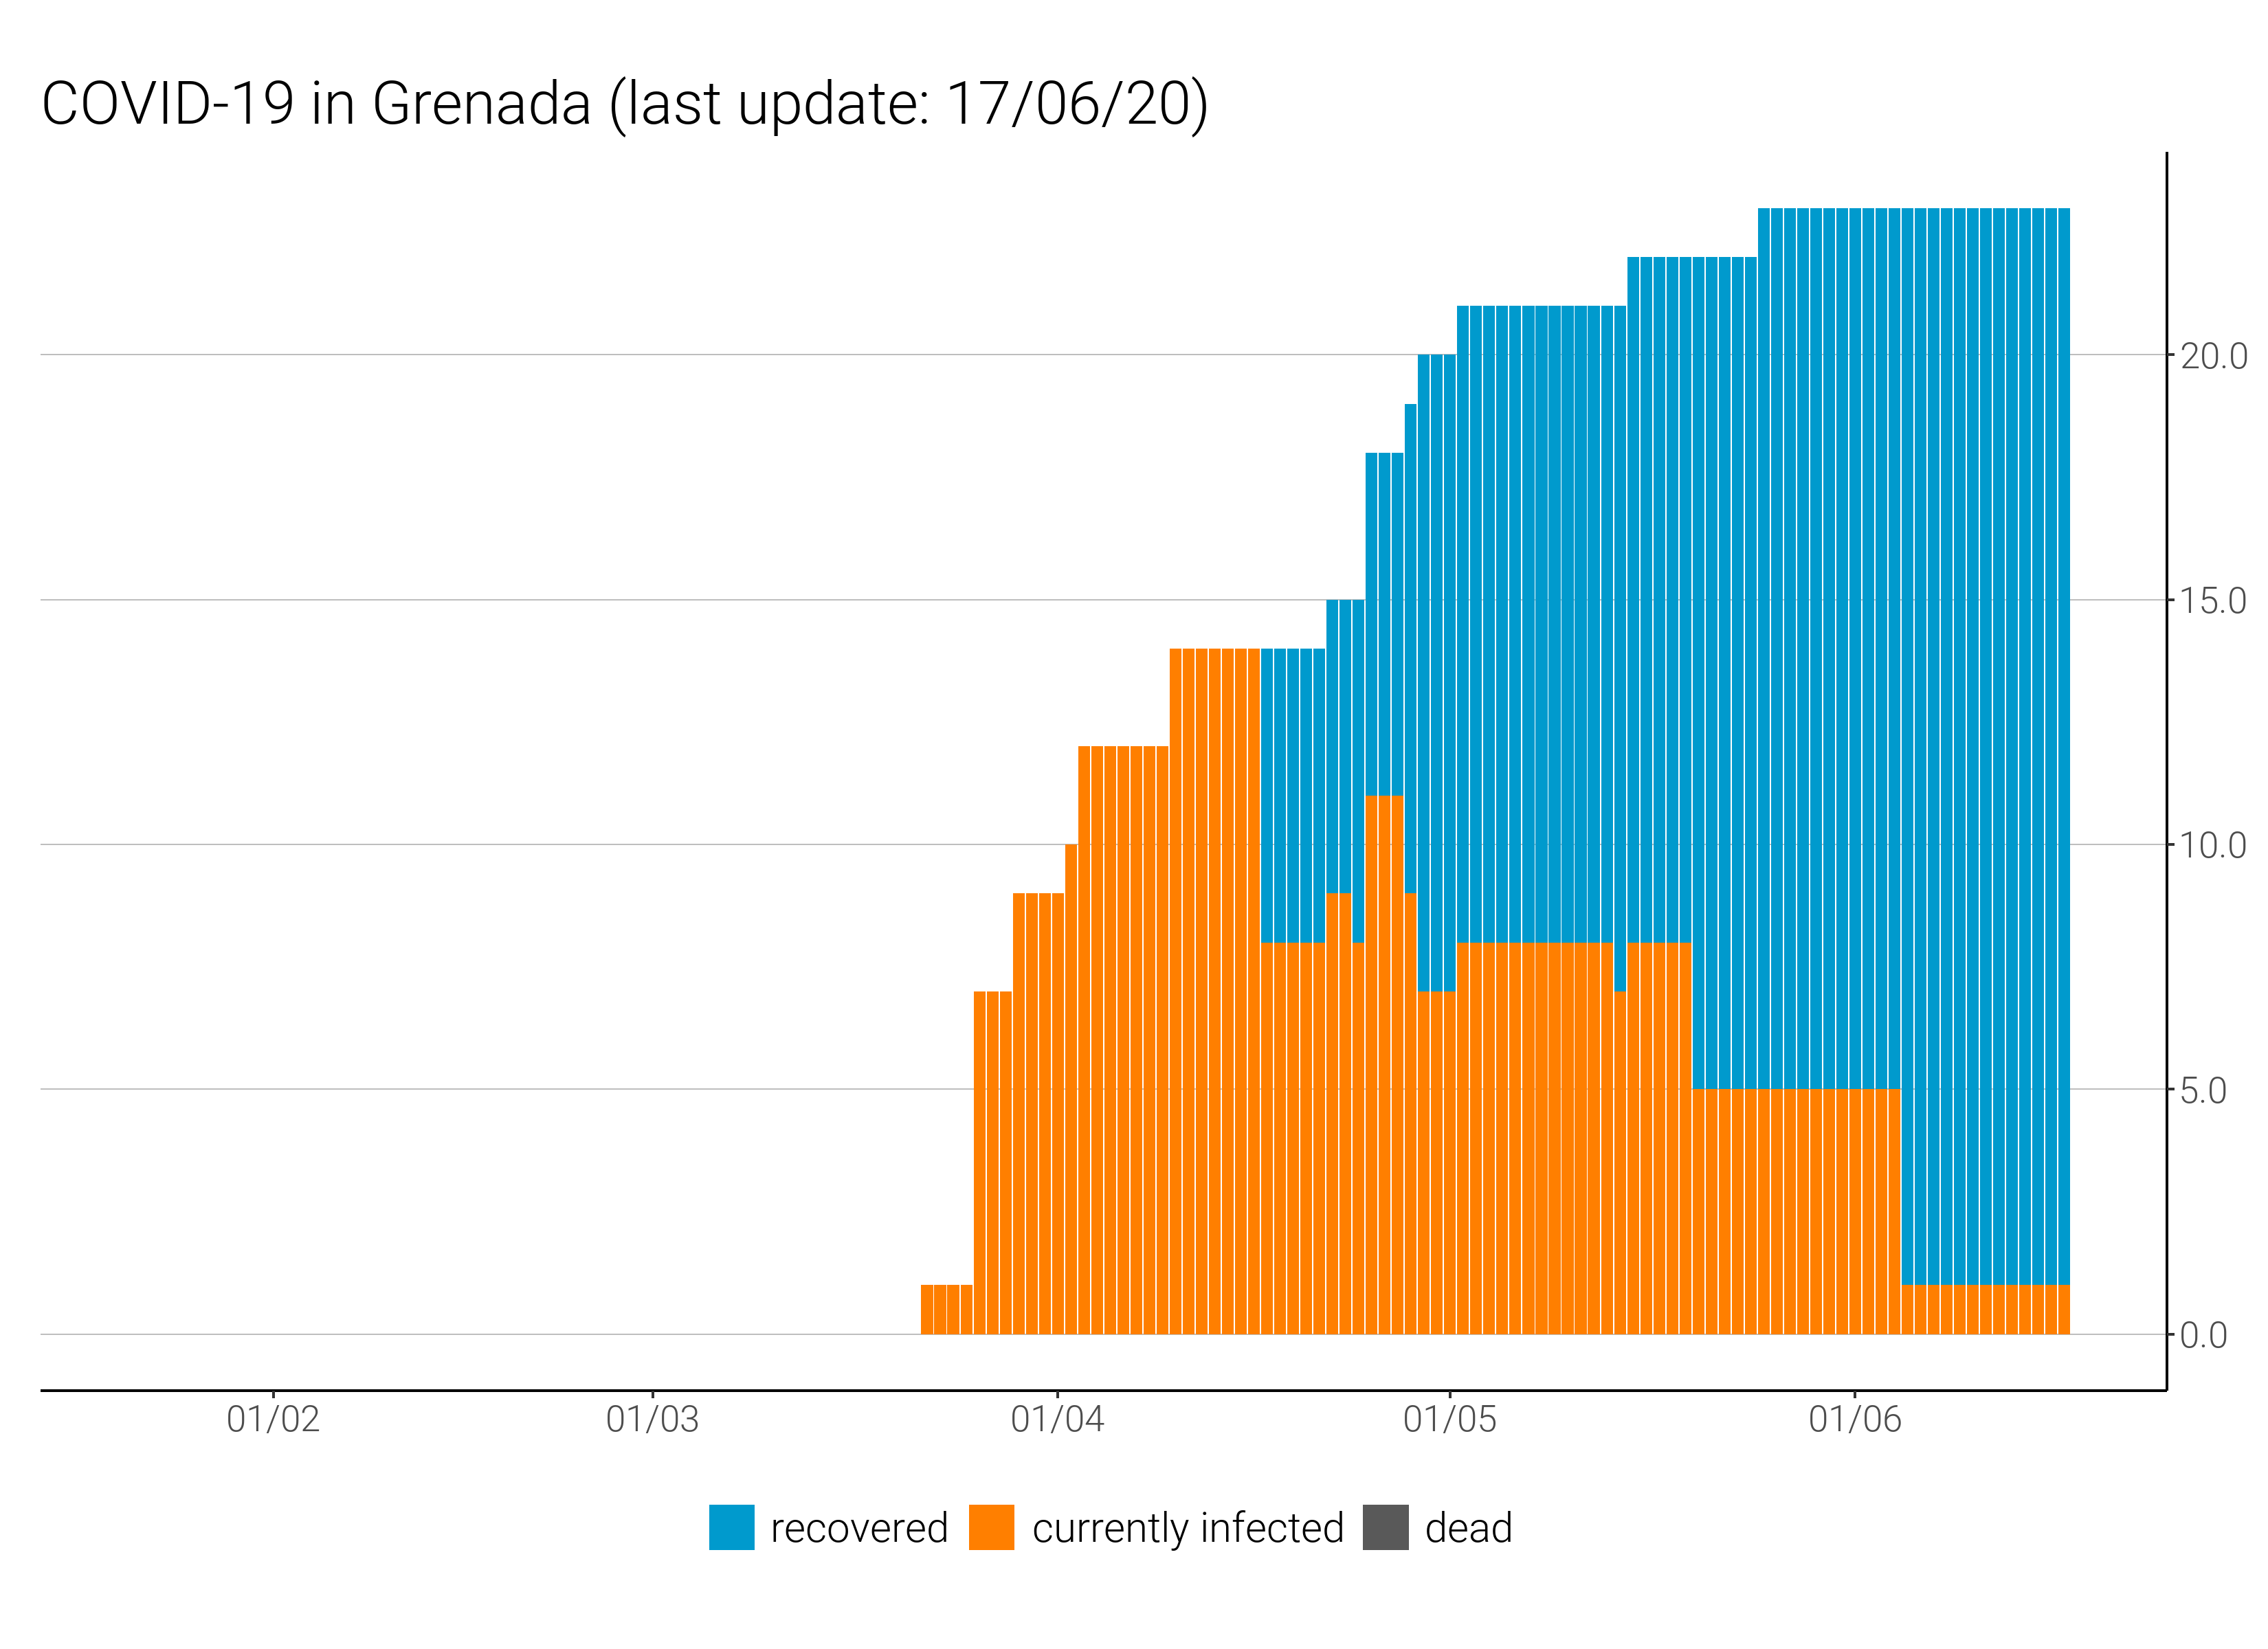 COVID-19 in Grenada (last update: 17/06/20)
20.0
15.0
10.0
5.0
0.0
01/02 01/03 01/04 01/05 01/06
recovered currently infected dead